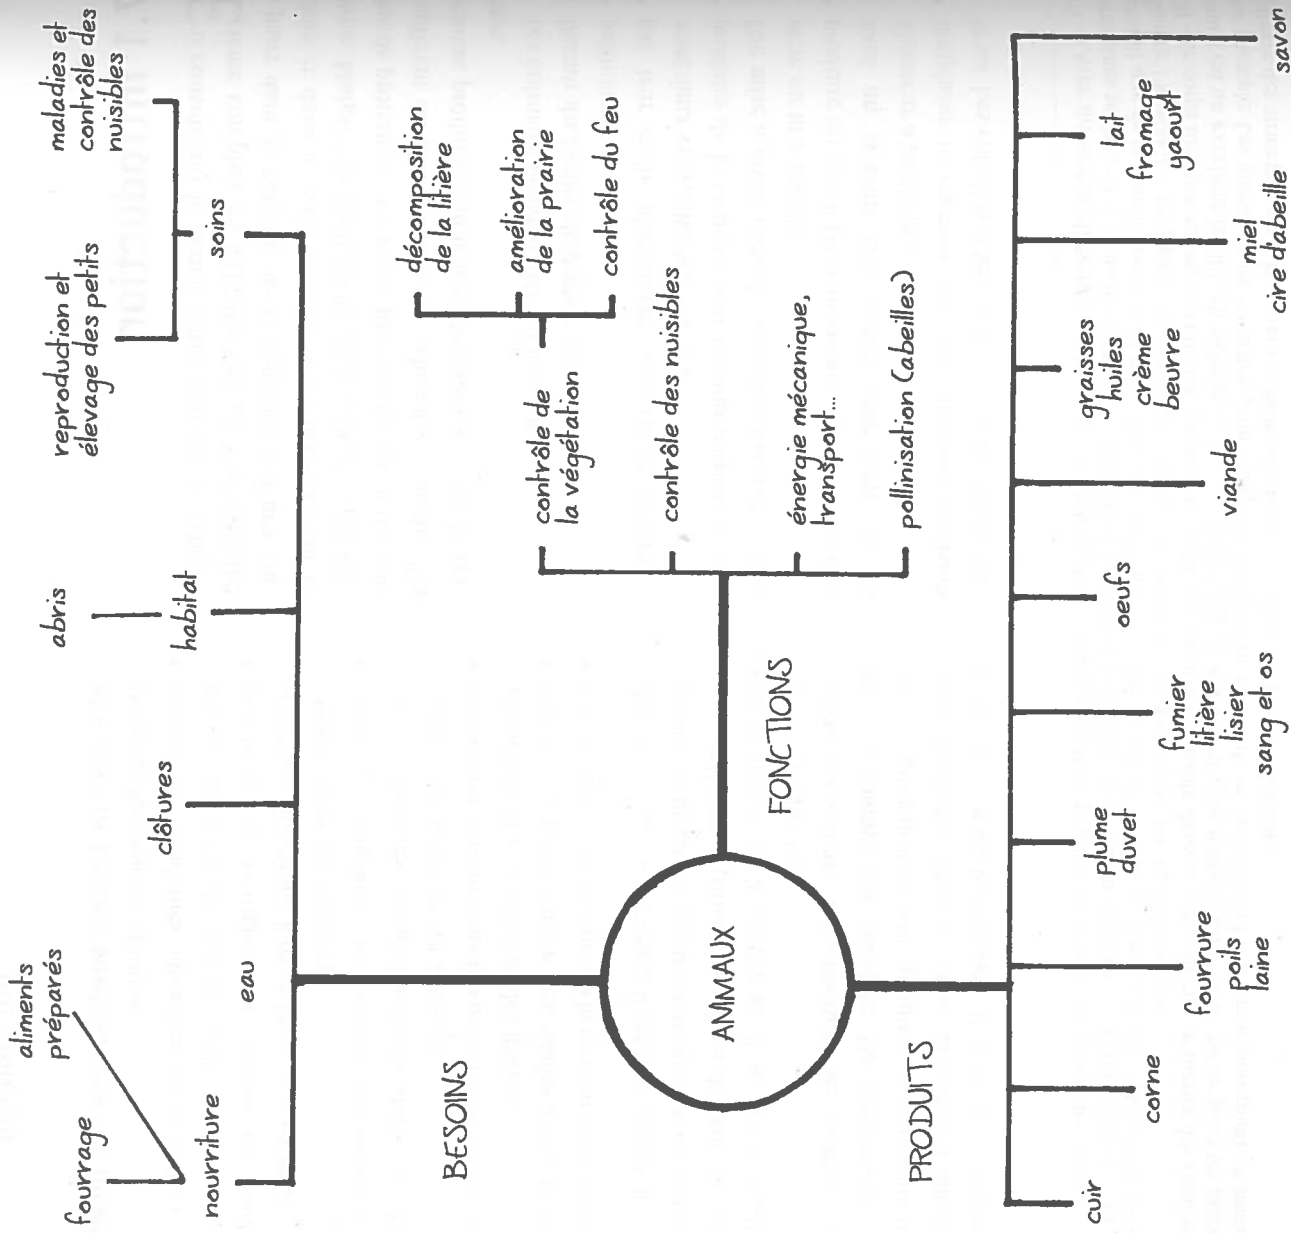 aliments
préparés
fourrage
nourriture
eau
clôtures
abris
habitat
reproduction et
élevage des petits
maladies et
contrôle des
nuisibles
soins
BESOINS
ANIMAUX
FONCTIONS
contrôle de
la végétation
décomposition
de la litière
amélioration
de la prairie
contrôle du feu
contrôle des nuisibles
énergie mécanique,
transport...
pollinisation (abeilles)
PRODUITS
cuir
corne
fourrure
poils
laine
plume
duvet
fumier
litière
lisier
sang et os
oeufs
viande
graisses
huiles
crème
beurre
miel
cire d'abeille
lait
fromage
yaourt
savon